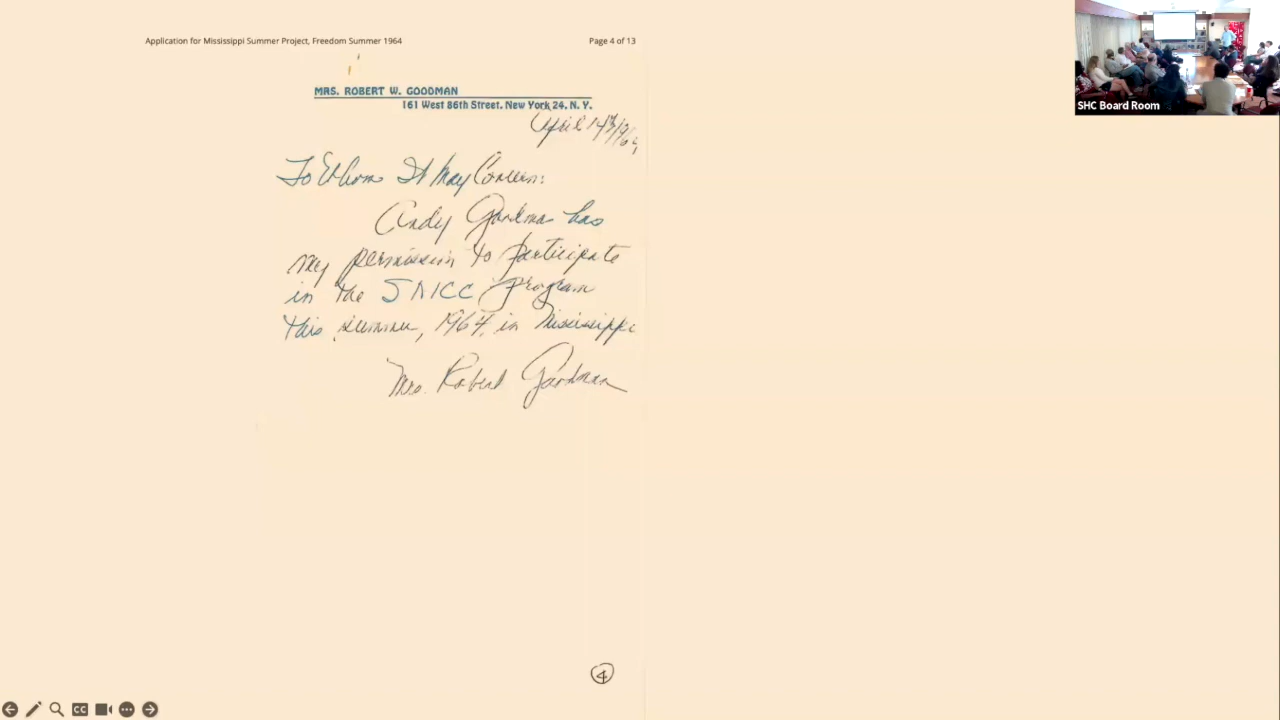 Application for Mississippi Summer Project, Freedom Summer 1964
Page 4 of 13
MRS. ROBERT W. GOODMAN
161 West 86th Street, New York 24, N. Y.
April 14th/1964
To Whom It May Concern:
Andy Goodman has
my permission to participate
in the SNCC program
this summer, 1964, in Mississippi
Mrs. Robert Goodman
4
SHC Board Room
CC